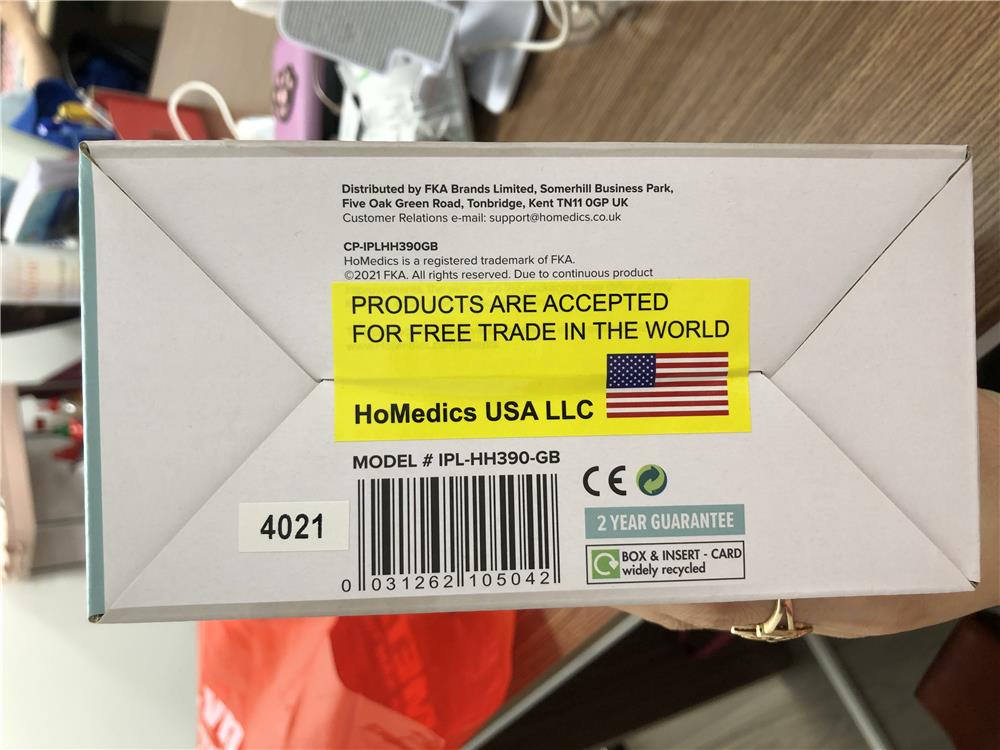 Distributed by FKA Brands Limited, Somerhill Business Park,
Five Oak Green Road, Tonbridge, Kent TN11 0GP UK
Customer Relations e-mail: support@homedics.co.uk
CP-IPLHH390GB
HoMedics is a registered trademark of FKA.
©2021 FKA. All rights reserved. Due to continuous product
PRODUCTS ARE ACCEPTED
FOR FREE TRADE IN THE WORLD
HoMedics USA LLC
MODEL # IPL-HH390-GB
CE
4021
2 YEAR GUARANTEE
BOX & INSERT - CARD
widely recycled
0 031262 105042